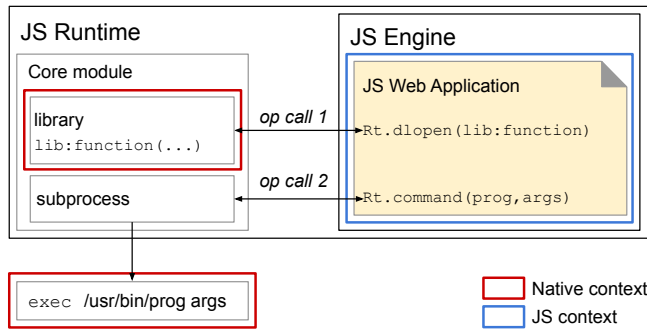 JS Runtime
Core module
library
lib:function(...)
subprocess
exec /usr/bin/prog args
op call 1
op call 2
JS Engine
JS Web Application
Rt.dlopen(lib:function)
Rt.command(prog,args)
Native context
JS context